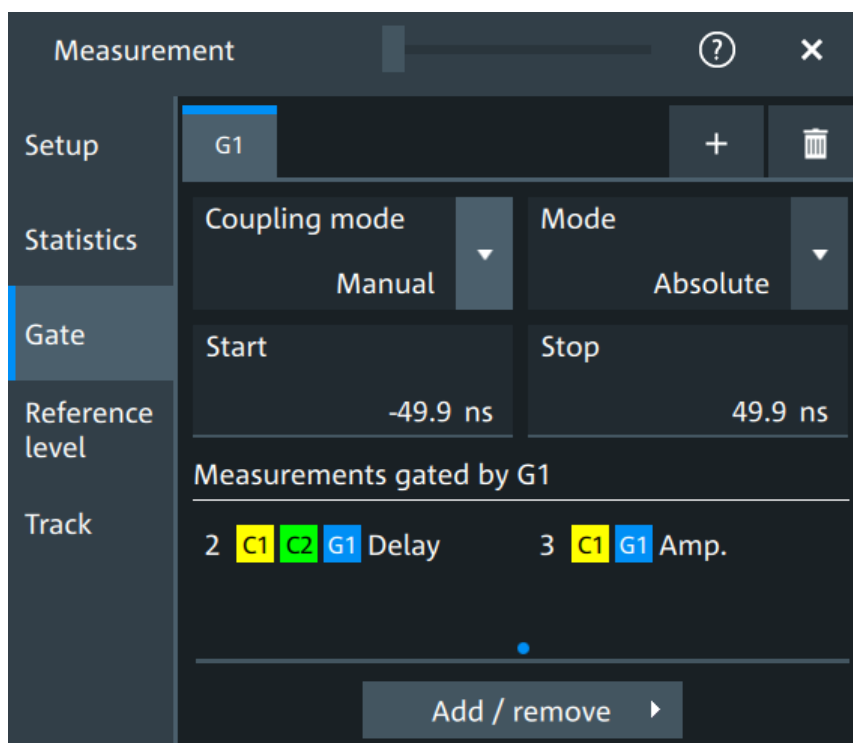 Measurement ?
Setup
G1
Statistics
Coupling mode
Manual
Mode
Absolute
Gate
Start
-49.9 ns
Stop
49.9 ns
Reference
level
Measurements gated by G1
Track
2 C1 C2 G1 Delay
3 C1 G1 Amp.
Add / remove